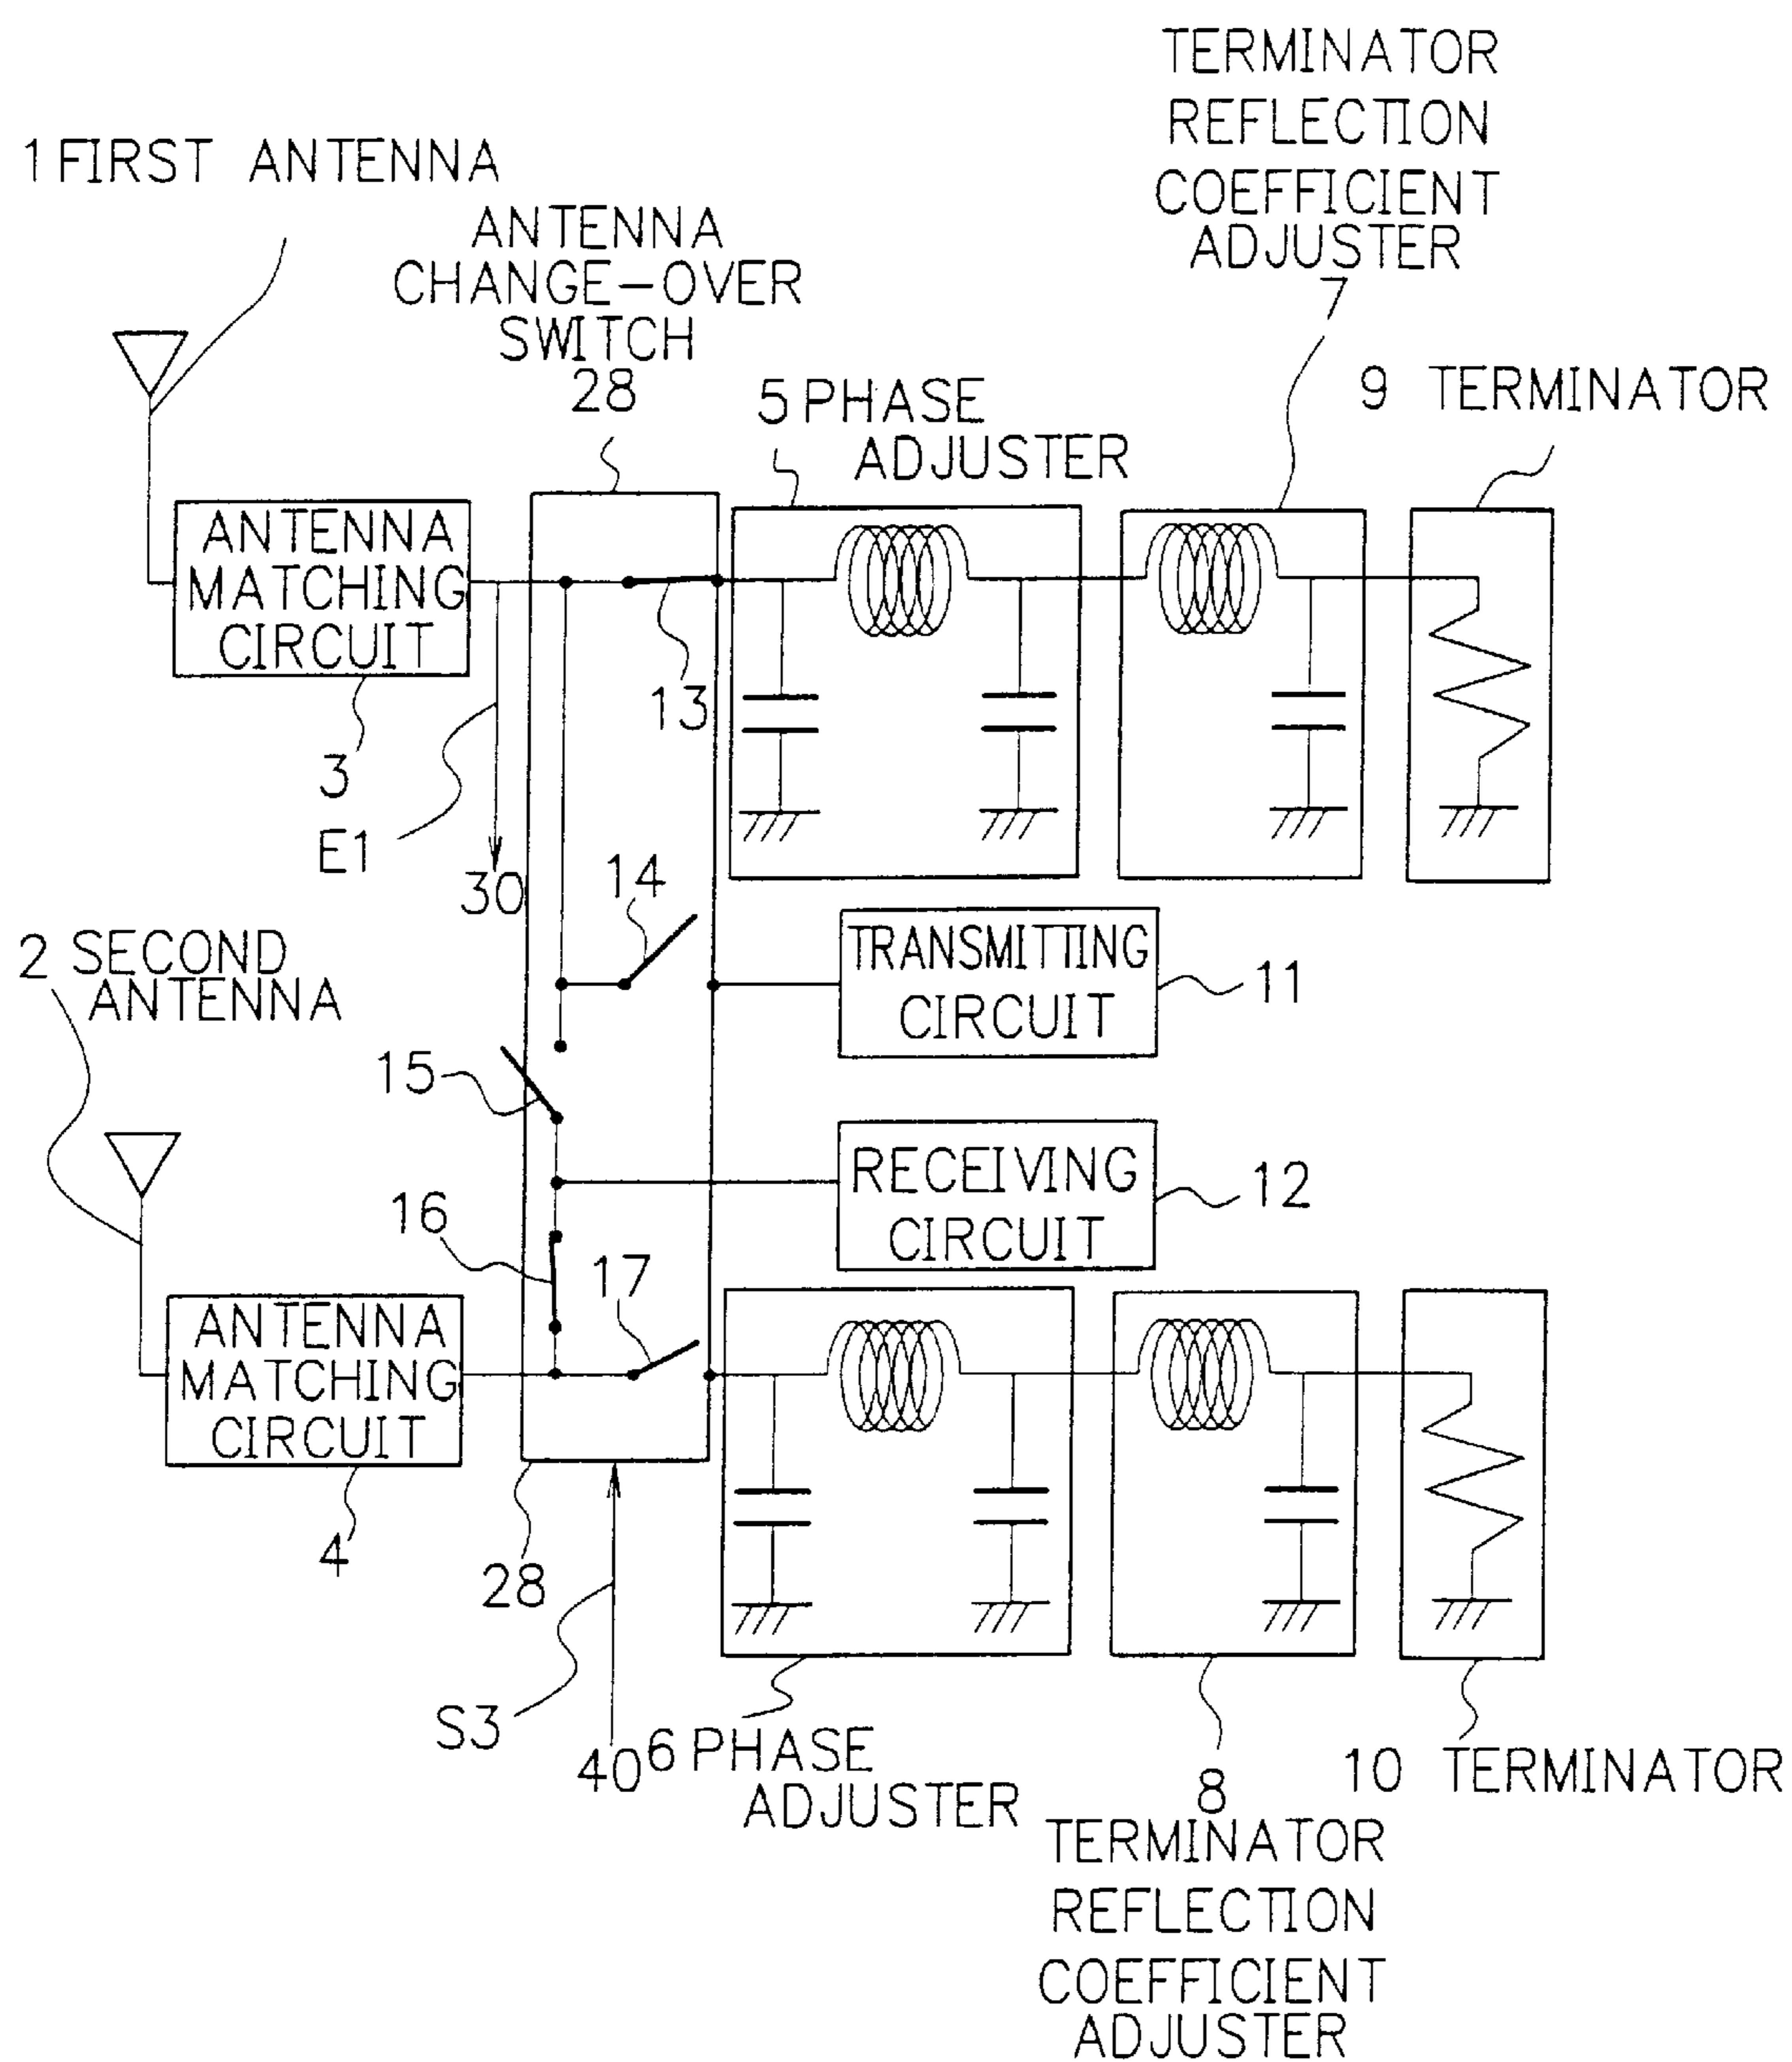 TERMINATOR
REFLECTION
COEFFICIENT
ADJUSTER
7
1 FIRST ANTENNA
ANTENNA
CHANGE-OVER
SWITCH
28
5 PHASE
ADJUSTER
9 TERMINATOR
ANTENNA
MATCHING
CIRCUIT
3
13
E1
30
14
2 SECOND
ANTENNA
TRANSMITTING
CIRCUIT
11
15
RECEIVING
CIRCUIT
12
16
17
ANTENNA
MATCHING
CIRCUIT
4
28
S3
40
6 PHASE
ADJUSTER
8
TERMINATOR
REFLECTION
COEFFICIENT
ADJUSTER
10 TERMINATOR